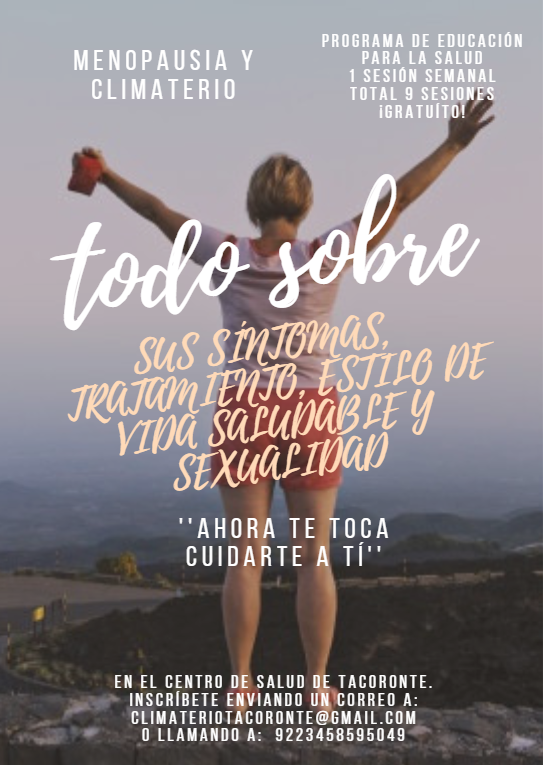 MENOPAUSIA Y
CLIMATERIO
PROGRAMA DE EDUCACIÓN
PARA LA SALUD
1 SESIÓN SEMANAL
TOTAL 9 SESIONES
¡GRATUÍTO!
todo sobre
SUS SÍNTOMAS,
TRATAMIENTO, ESTILO DE
VIDA SALUDABLE Y
SEXUALIDAD
''AHORA TE TOCA
CUIDARTE A TÍ''
EN EL CENTRO DE SALUD DE TACORONTE.
INSCRÍBETE ENVIANDO UN CORREO A:
CLIMATERIOTACORONTE@GMAIL.COM
O LLAMANDO A: 9223458595049